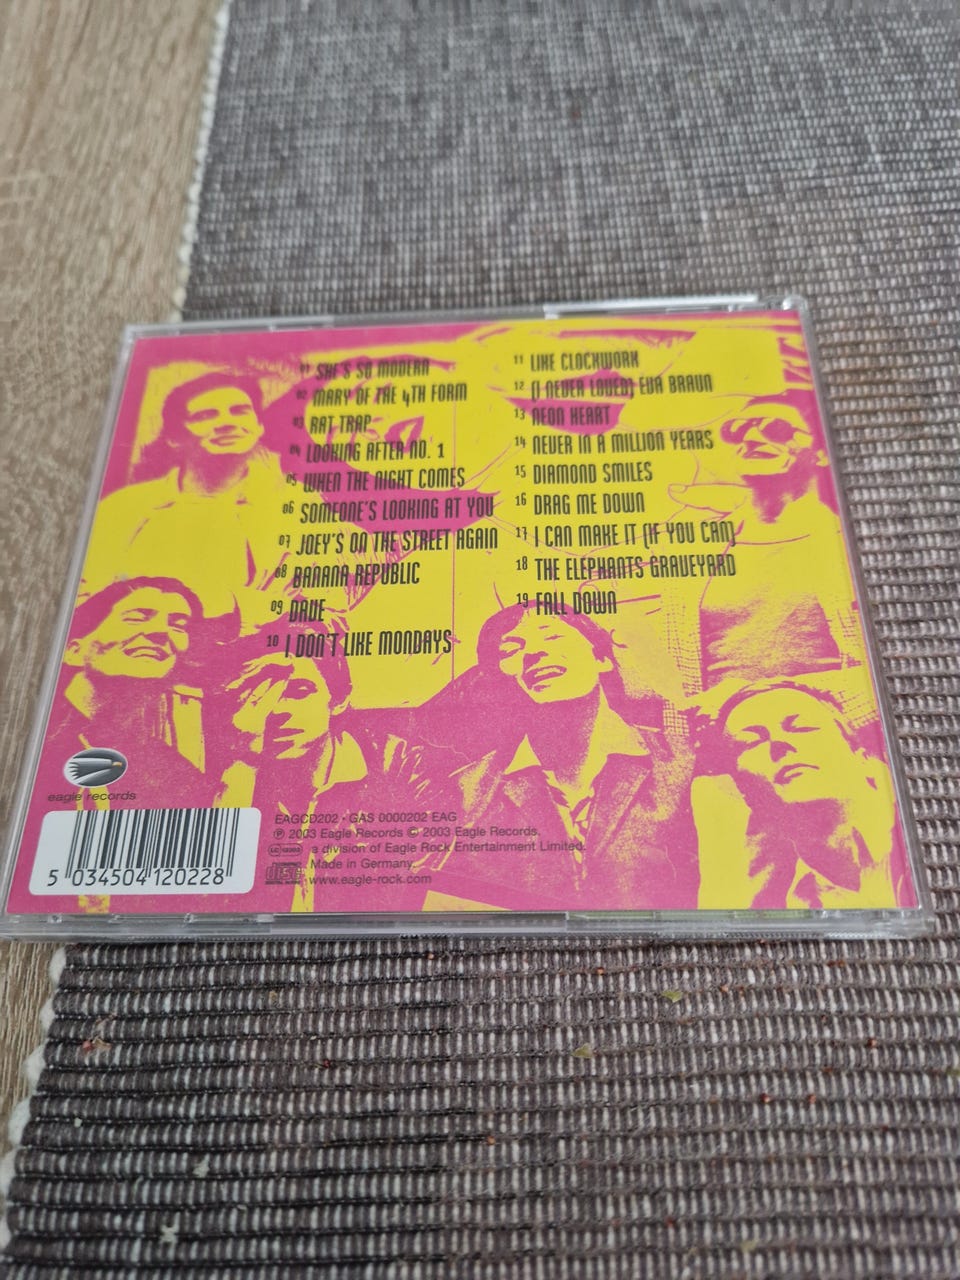 01 SHE'S SO MODERN
02 MARY OF THE 4TH FORM
03 RAT TRAP
04 LOOKING AFTER NO. 1
05 WHEN THE NIGHT COMES
06 SOMEONE'S LOOKING AT YOU
07 JOEY'S ON THE STREET AGAIN
08 BANANA REPUBLIC
09 DAVE
10 I DON'T LIKE MONDAYS
11 LIKE CLOCKWORK
12 (I NEVER LOVED) EVA BRAUN
13 NEON HEART
14 NEVER IN A MILLION YEARS
15 DIAMOND SMILES
16 DRAG ME DOWN
17 I CAN MAKE IT (IF YOU CAN)
18 THE ELEPHANTS GRAVEYARD
19 FALL DOWN
eagle records
5 034504 120228
EAGCD202 · GAS 0000202 EAG
℗ 2003 Eagle Records © 2003 Eagle Records.
a division of Eagle Rock Entertainment Limited.
Made in Germany.
www.eagle-rock.com
COMPACT
disc
DIGITAL AUDIO